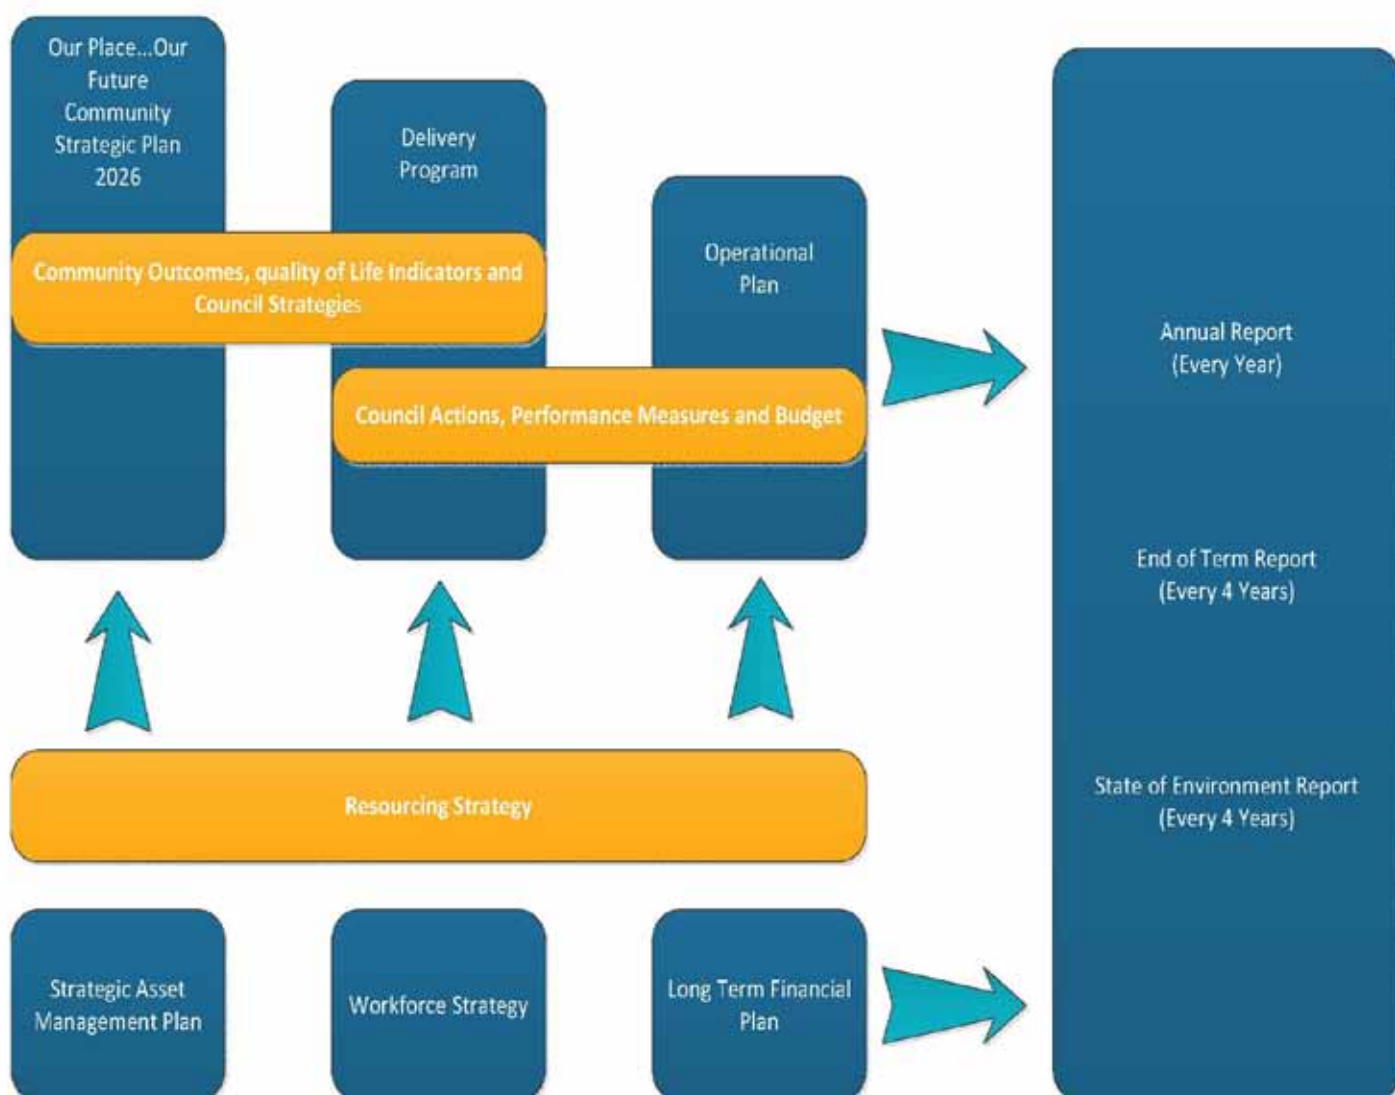 Our Place...Our
Future
Community
Strategic Plan
2026
Delivery
Program
Operational
Plan
Community Outcomes, quality of Life Indicators and
Council Strategies
Council Actions, Performance Measures and Budget
Annual Report
(Every Year)
End of Term Report
(Every 4 Years)
State of Environment Report
(Every 4 Years)
Resourcing Strategy
Strategic Asset
Management Plan
Workforce Strategy
Long Term Financial
Plan